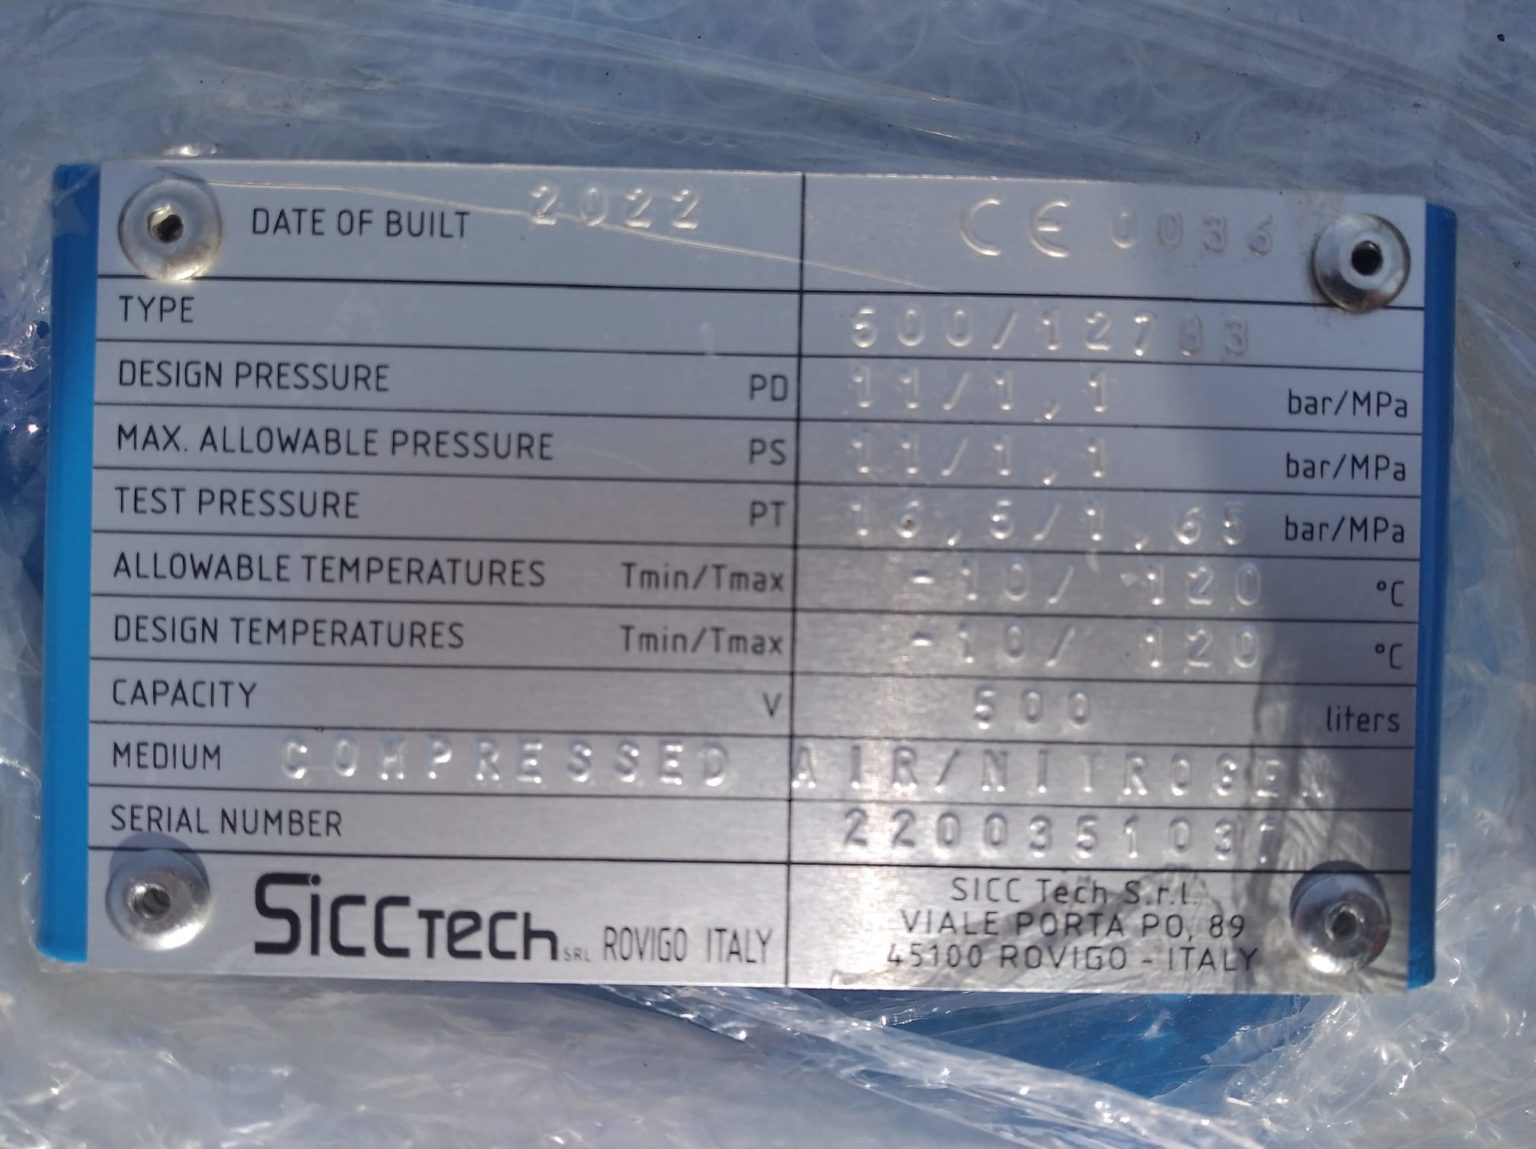 DATE OF BUILT 2022 CE 0036
TYPE 500/12783
DESIGN PRESSURE PD 11/1,1 bar/MPa
MAX. ALLOWABLE PRESSURE PS 11/1,1 bar/MPa
TEST PRESSURE PT 16,5/1,65 bar/MPa
ALLOWABLE TEMPERATURES Tmin/Tmax -10/ 120 °C
DESIGN TEMPERATURES Tmin/Tmax -10/ 120 °C
CAPACITY V 500 liters
MEDIUM COMPRESSED AIR/NITROGEN
SERIAL NUMBER
SICCTECH SRL ROVIGO ITALY
SICC Tech S.r.l.
VIALE PORTA PO, 89
45100 ROVIGO - ITALY